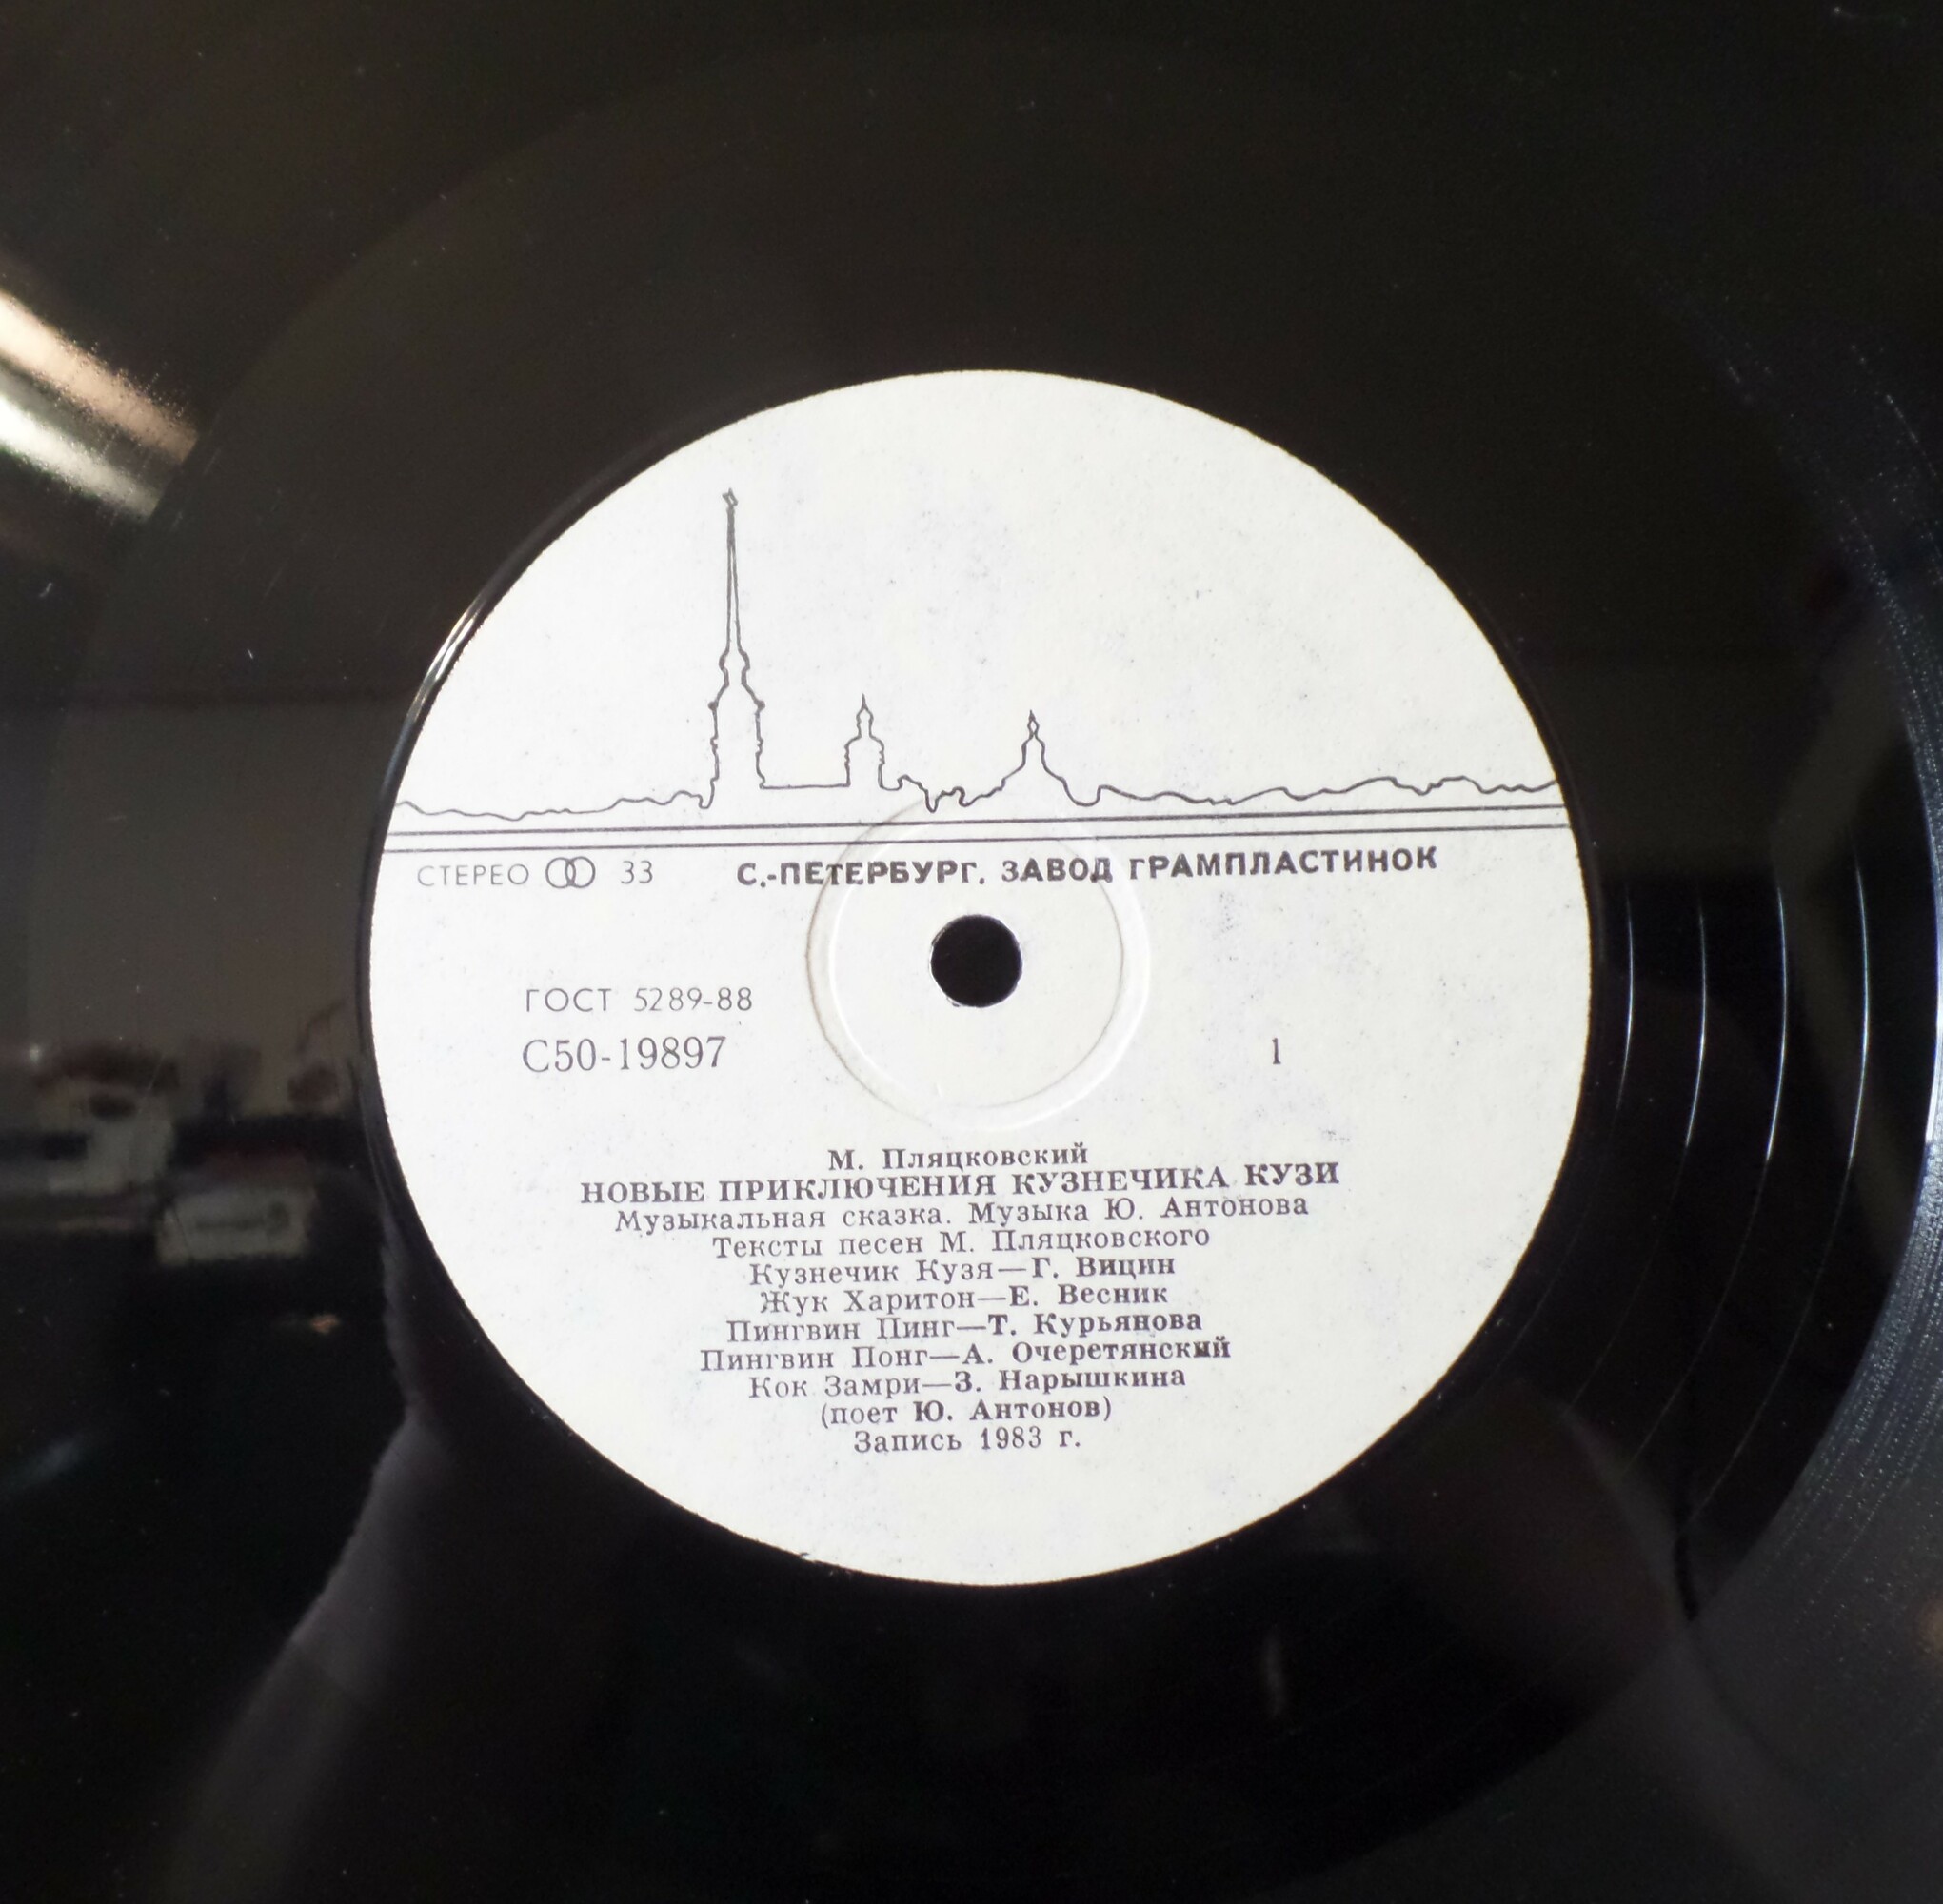 СТЕРЕО 33 С.-ПЕТЕРБУРГ. ЗАВОД ГРАМПЛАСТИНОК
ГОСТ 5289-88
С50-19897 1
М. Пляцковский
НОВЫЕ ПРИКЛЮЧЕНИЯ КУЗНЕЧИКА КУЗИ
Музыкальная сказка. Музыка Ю. Антонова
Тексты песен М. Пляцковского
Кузнечик Кузя—Г. Вицин
Жук Харитон—Е. Весник
Пингвин Пинг—Т. Курьянова
Пингвин Понг—А. Очеретянский
Кок Замри—З. Нарышкина
(поет Ю. Антонов)
Запись 1983 г.